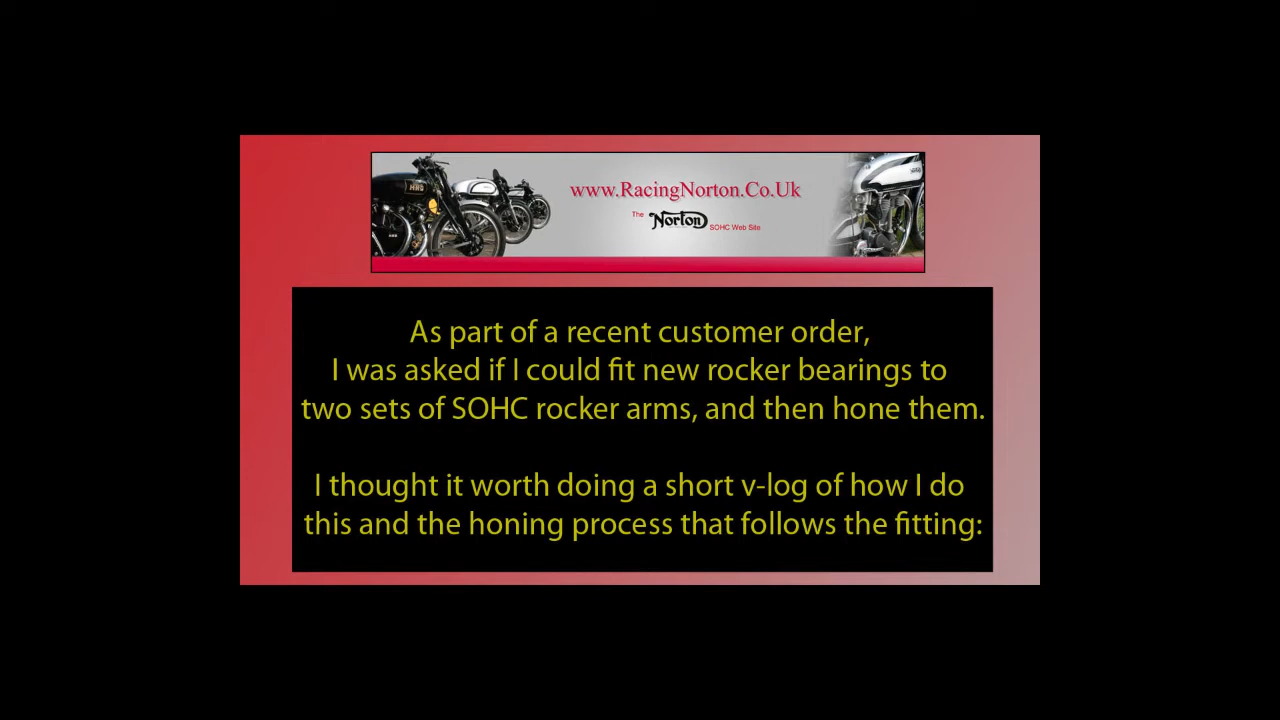 www.RacingNorton.Co.Uk
The Norton SOHC Web Site
As part of a recent customer order,
I was asked if I could fit new rocker bearings to
two sets of SOHC rocker arms, and then hone them.
I thought it worth doing a short v-log of how I do
this and the honing process that follows the fitting: